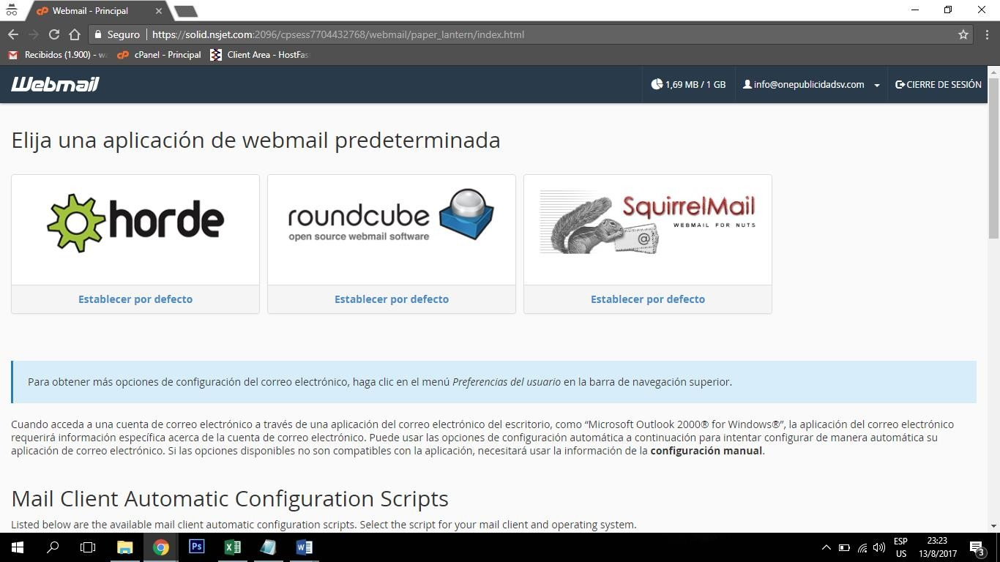 Webmail - Principal
Seguro
https://solid.nsjet.com:2096/cpsess7704432768/webmail/paper_lantern/index.html
Recibidos (1.900) -
cPanel - Principal
Client Area - HostFas
Webmail
1,69 MB / 1 GB
info@onepublicidadsv.com
CIERRE DE SESIÓN
Elija una aplicación de webmail predeterminada
horde
roundcube
open source webmail software
SquirrelMail
WEBMAIL FOR NUTS
@
Establecer por defecto
Establecer por defecto
Establecer por defecto
Para obtener más opciones de configuración del correo electrónico, haga clic en el menú Preferencias del usuario en la barra de navegación superior.
Cuando acceda a una cuenta de correo electrónico a través de una aplicación del correo electrónico del escritorio, como “Microsoft Outlook 2000® for Windows®”, la aplicación del correo electrónico
requerirá información específica acerca de la cuenta de correo electrónico. Puede usar las opciones de configuración automática a continuación para intentar configurar de manera automática su
aplicación de correo electrónico. Si las opciones disponibles no son compatibles con la aplicación, necesitará usar la información de la configuración manual.
Mail Client Automatic Configuration Scripts
Listed below are the available mail client automatic configuration scripts. Select the script for your mail client and operating system.
Ps
ESP
US
23:23
13/8/2017
3